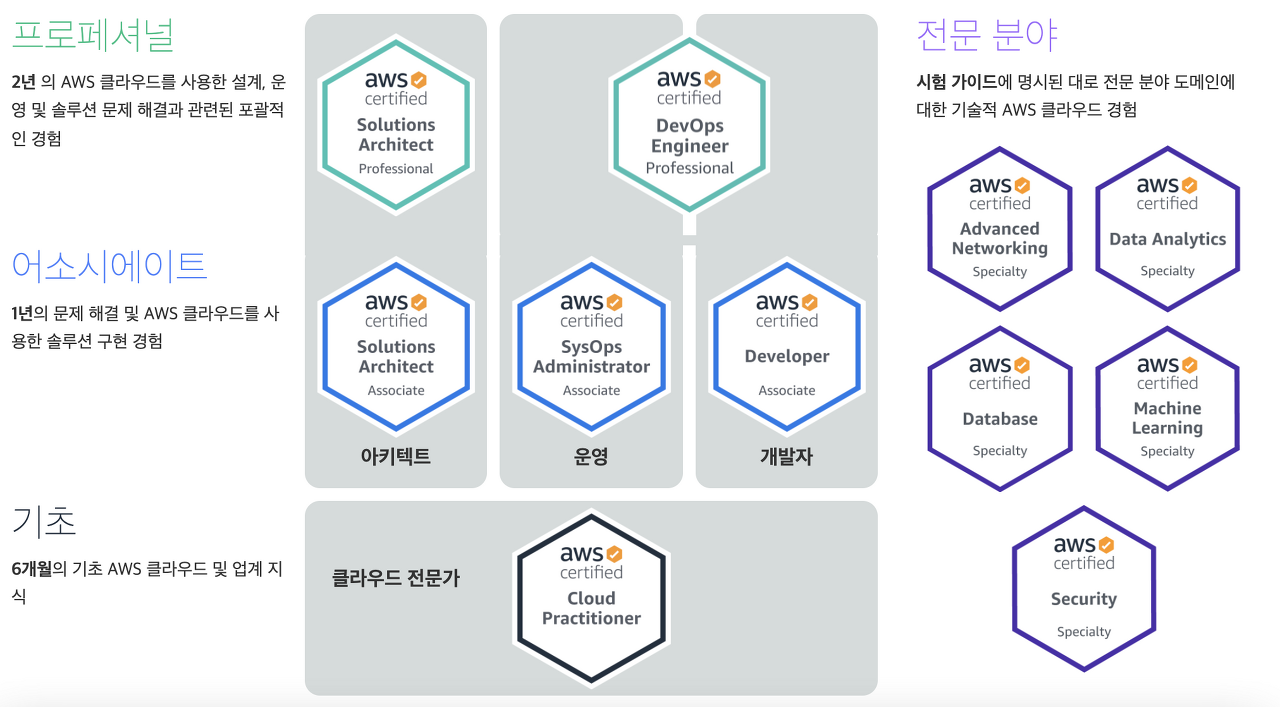 프로페셔널
2년 의 AWS 클라우드를 사용한 설계, 운
영 및 솔루션 문제 해결과 관련된 포괄적
인 경험
aws
certified
Solutions
Architect
Professional
aws
certified
DevOps
Engineer
Professional
어소시에이트
1년의 문제 해결 및 AWS 클라우드를 사
용한 솔루션 구현 경험
aws
certified
Solutions
Architect
Associate
아키텍트
aws
certified
SysOps
Administrator
Associate
운영
aws
certified
Developer
Associate
개발자
기초
6개월의 기초 AWS 클라우드 및 업계 지
식
클라우드 전문가
aws
certified
Cloud
Practitioner
전문 분야
시험 가이드에 명시된 대로 전문 분야 도메인에
대한 기술적 AWS 클라우드 경험
aws
certified
Advanced
Networking
Specialty
aws
certified
Data Analytics
Specialty
aws
certified
Database
Specialty
aws
certified
Machine
Learning
Specialty
aws
certified
Security
Specialty